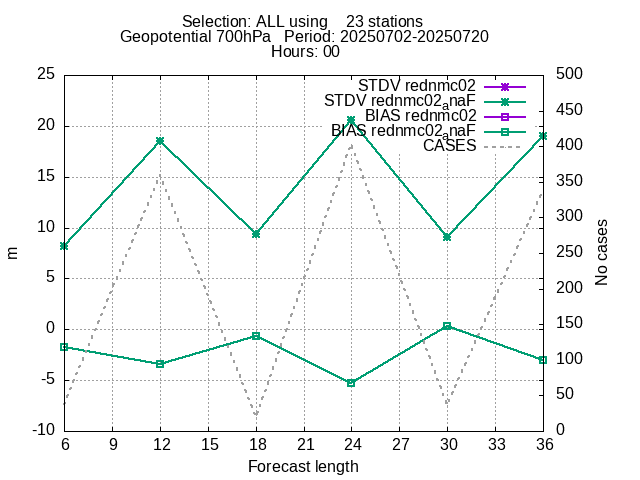 Selection: ALL using    23 stations
Geopotential 700hPa   Period: 20250702-20250720
Hours: 00
STDV rednmc02
STDV rednmc02anaF
BIAS rednmc02
BIAS rednmc02anaF
CASES
25
20
15
10
5
0
-5
-10
m
500
450
400
350
300
250
200
150
100
50
0
No cases
6 9 12 15 18 21 24 27 30 33 36
Forecast length